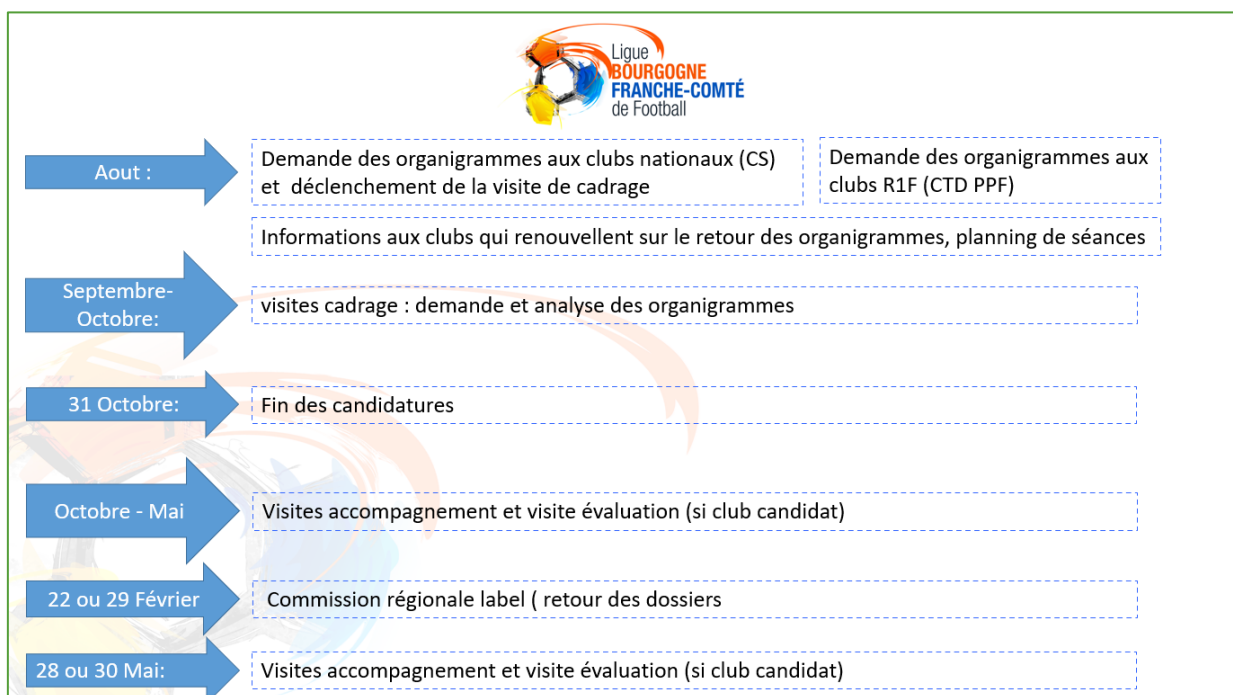 Ligue
BOURGOGNE
FRANCHE-COMTÉ
de Football
Aout :
Demande des organigrammes aux clubs nationaux (CS)
et  déclenchement de la visite de cadrage
Demande des organigrammes aux
clubs R1F (CTD PPF)
Informations aux clubs qui renouvellent sur le retour des organigrammes, planning de séances
Septembre-
Octobre:
visites cadrage : demande et analyse des organigrammes
31 Octobre:
Fin des candidatures
Octobre - Mai
Visites accompagnement et visite évaluation (si club candidat)
22 ou 29 Février
Commission régionale label ( retour des dossiers
28 ou 30 Mai:
Visites accompagnement et visite évaluation (si club candidat)